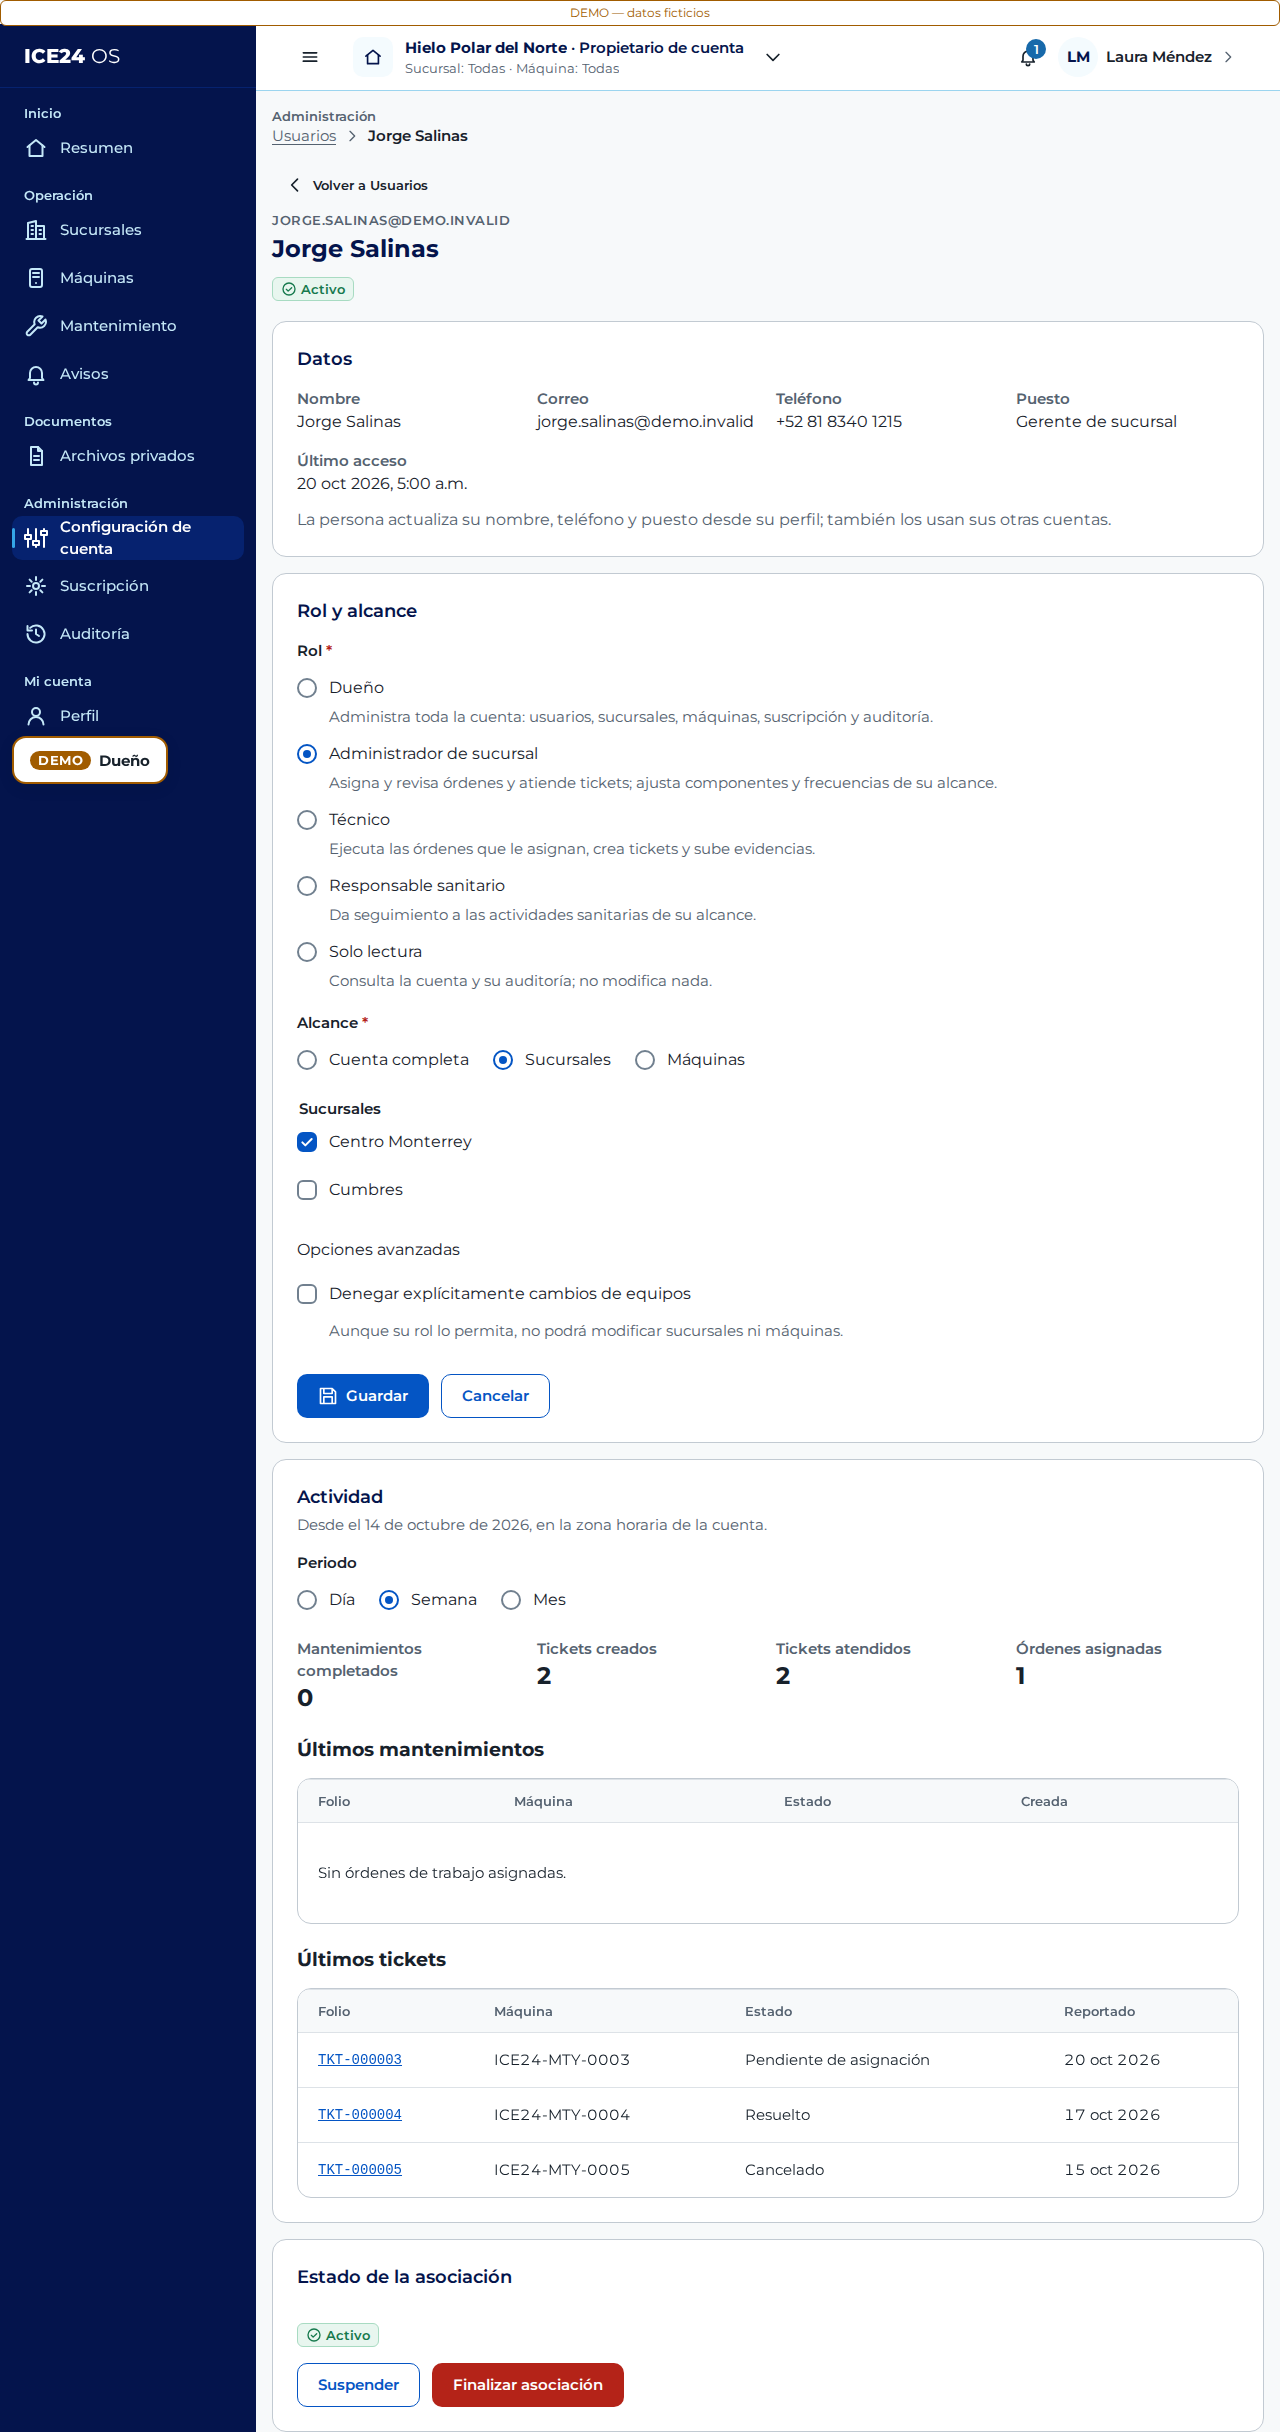 DEMO — datos ficticios
ICE24 OS
Hielo Polar del Norte · Propietario de cuenta
Sucursal: Todas · Máquina: Todas
1
LM
Laura Méndez
Inicio
Resumen
Operación
Sucursales
Máquinas
Mantenimiento
Avisos
Documentos
Archivos privados
Administración
Configuración de
cuenta
Suscripción
Auditoría
Mi cuenta
Perfil
DEMO Dueño
Administración
Usuarios
Jorge Salinas
Volver a Usuarios
JORGE.SALINAS@DEMO.INVALID
Jorge Salinas
Activo
Datos
Nombre
Jorge Salinas
Correo
jorge.salinas@demo.invalid
Teléfono
+52 81 8340 1215
Puesto
Gerente de sucursal
Último acceso
20 oct 2026, 5:00 a.m.
La persona actualiza su nombre, teléfono y puesto desde su perfil; también los usan sus otras cuentas.
Rol y alcance
Rol *
Dueño
Administra toda la cuenta: usuarios, sucursales, máquinas, suscripción y auditoría.
Administrador de sucursal
Asigna y revisa órdenes y atiende tickets; ajusta componentes y frecuencias de su alcance.
Técnico
Ejecuta las órdenes que le asignan, crea tickets y sube evidencias.
Responsable sanitario
Da seguimiento a las actividades sanitarias de su alcance.
Solo lectura
Consulta la cuenta y su auditoría; no modifica nada.
Alcance *
Cuenta completa
Sucursales
Máquinas
Sucursales
Centro Monterrey
Cumbres
Opciones avanzadas
Denegar explícitamente cambios de equipos
Aunque su rol lo permita, no podrá modificar sucursales ni máquinas.
Guardar
Cancelar
Actividad
Desde el 14 de octubre de 2026, en la zona horaria de la cuenta.
Periodo
Día
Semana
Mes
Mantenimientos
completados
0
Tickets creados
2
Tickets atendidos
2
Órdenes asignadas
1
Últimos mantenimientos
Folio Máquina Estado Creada
Sin órdenes de trabajo asignadas.
Últimos tickets
Folio Máquina Estado Reportado
TKT-000003 ICE24-MTY-0003 Pendiente de asignación 20 oct 2026
TKT-000004 ICE24-MTY-0004 Resuelto 17 oct 2026
TKT-000005 ICE24-MTY-0005 Cancelado 15 oct 2026
Estado de la asociación
Activo
Suspender
Finalizar asociación